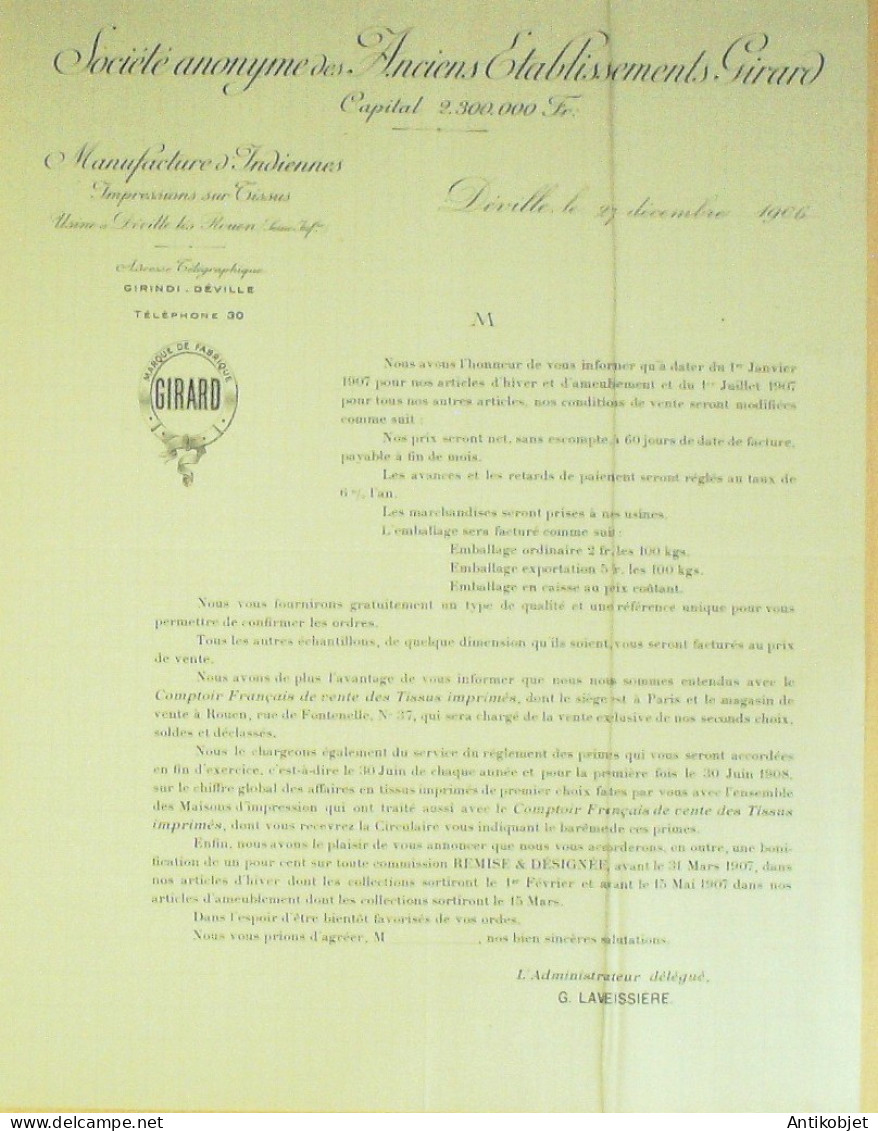 Société anonyme des Anciens Etablissements Girard
Capital 2.300.000 Fr.
Manufacture d'Indiennes
Impressions sur Tissus
Usine à Déville lès Rouen (Seine-Infre)
Adresse Télégraphique
GIRINDI-DÉVILLE
TÉLÉPHONE 30
MARQUE DE FABRIQUE
GIRARD
Déville, le 27 décembre 1906
M
Nous avons l'honneur de vous informer qu'à dater du 1er Janvier
1907 pour nos articles d'hiver et d'ameublement et du 1er Juillet 1907
pour tous nos autres articles, nos conditions de vente seront modifiées
comme suit :
Nos prix seront net, sans escompte, à 60 jours de date de facture,
payable à fin de mois.
Les avances et les retards de paiement seront réglés au taux de
6 % l'an.
Les marchandises seront prises à nos usines.
L'emballage sera facturé comme suit :
Emballage ordinaire 2 fr. les 100 kgs.
Emballage exportation 5 fr. les 100 kgs.
Emballage en caisse au prix coûtant.
Nous vous fournirons gratuitement un type de qualité et une référence unique pour vous
permettre de confirmer les ordres.
Tous les autres échantillons, de quelque dimension qu'ils soient, vous seront facturés au prix
de vente.
Nous avons de plus l'avantage de vous informer que nous nous sommes entendus avec le
Comptoir Français de vente des Tissus imprimés, dont le siège est à Paris et le magasin de
vente à Rouen, rue de Fontenelle, No 37, qui sera chargé de la vente exclusive de nos seconds choix,
soldes et déclassés.
Nous le chargeons également du service du règlement des primes qui vous seront accordées
en fin d'exercice, c'est-à-dire le 30 Juin de chaque année et pour la première fois le 30 Juin 1908,
sur le chiffre global des affaires en tissus imprimés de premier choix faites par vous avec l'ensemble
des Maisons d'impression qui ont traité aussi avec le Comptoir Français de vente des Tissus
imprimés, dont vous recevrez la Circulaire vous indiquant le barème de ces primes.
Enfin, nous avons le plaisir de vous annoncer que nous vous accorderons, en outre, une boni-
fication de un pour cent sur toute commission REMISE & DÉSIGNÉE, avant le 31 Mars 1907, dans
nos articles d'hiver dont les collections sortiront le 1er Février et avant le 15 Mai 1907 dans nos
articles d'ameublement dont les collections sortiront le 15 Mars.
Dans l'espoir d'être bientôt favorisés de vos ordes.
Nous vous prions d'agréer, M , nos bien sincères salutations.
L'Administrateur délégué,
G. LAVEISSIÈRE.
Antikobjet